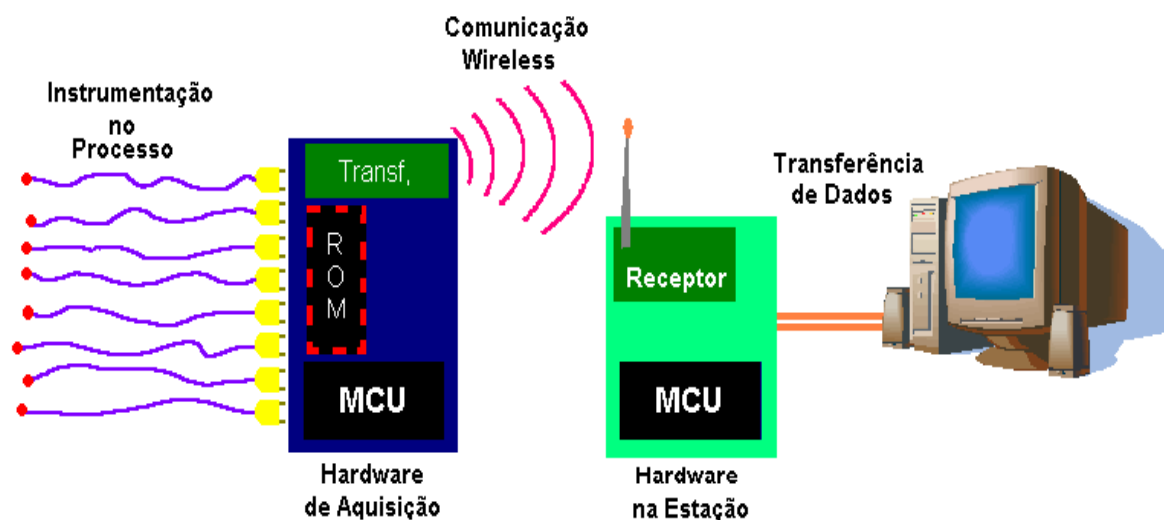 Comunicação
Wireless
Instrumentação
no
Processo
Transf,
R
O
M
MCU
Hardware
de Aquisição
Receptor
MCU
Hardware
na Estação
Transferência
de Dados